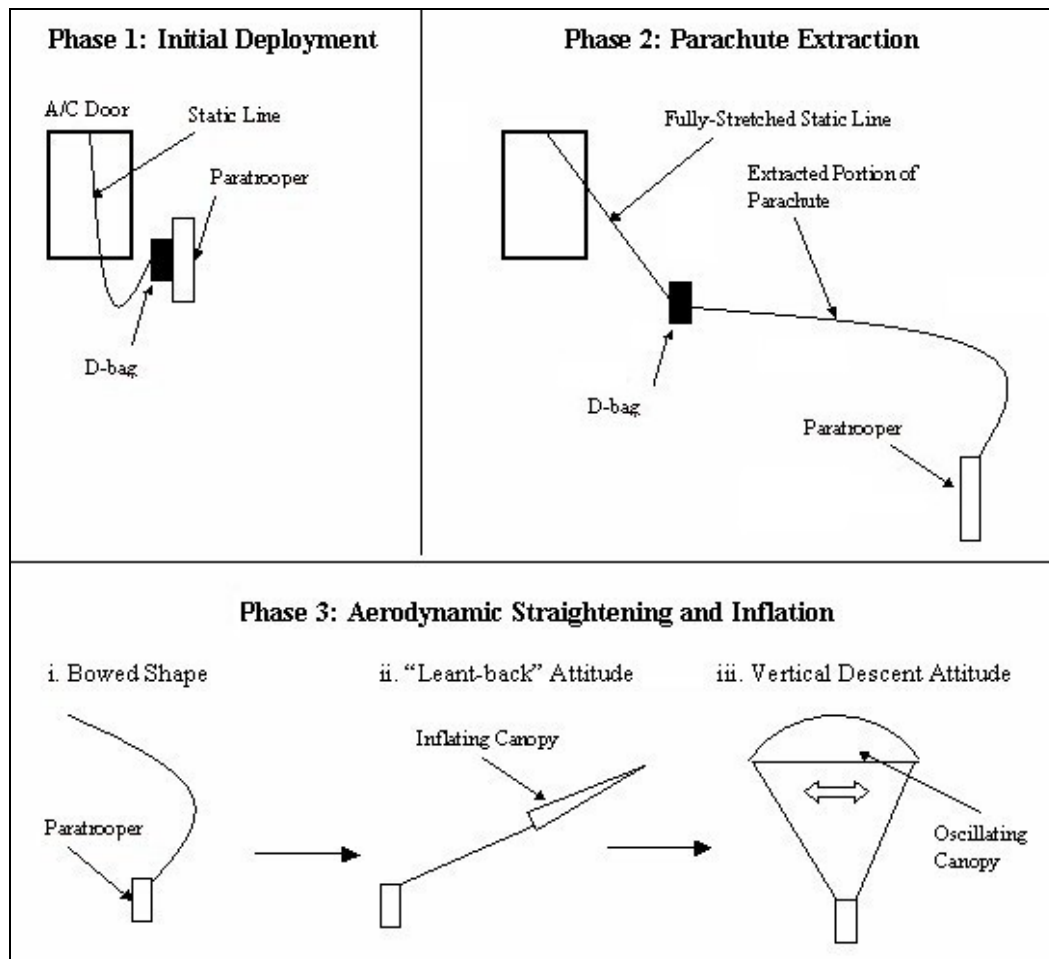 Phase 1: Initial Deployment
A/C Door
Static Line
Paratrooper
D-bag
Phase 2: Parachute Extraction
Fully-Stretched Static Line
Extracted Portion of
Parachute
D-bag
Paratrooper
Phase 3: Aerodynamic Straightening and Inflation
i. Bowed Shape
Paratrooper
ii. “Leant-back” Attitude
Inflating Canopy
iii. Vertical Descent Attitude
Oscillating
Canopy